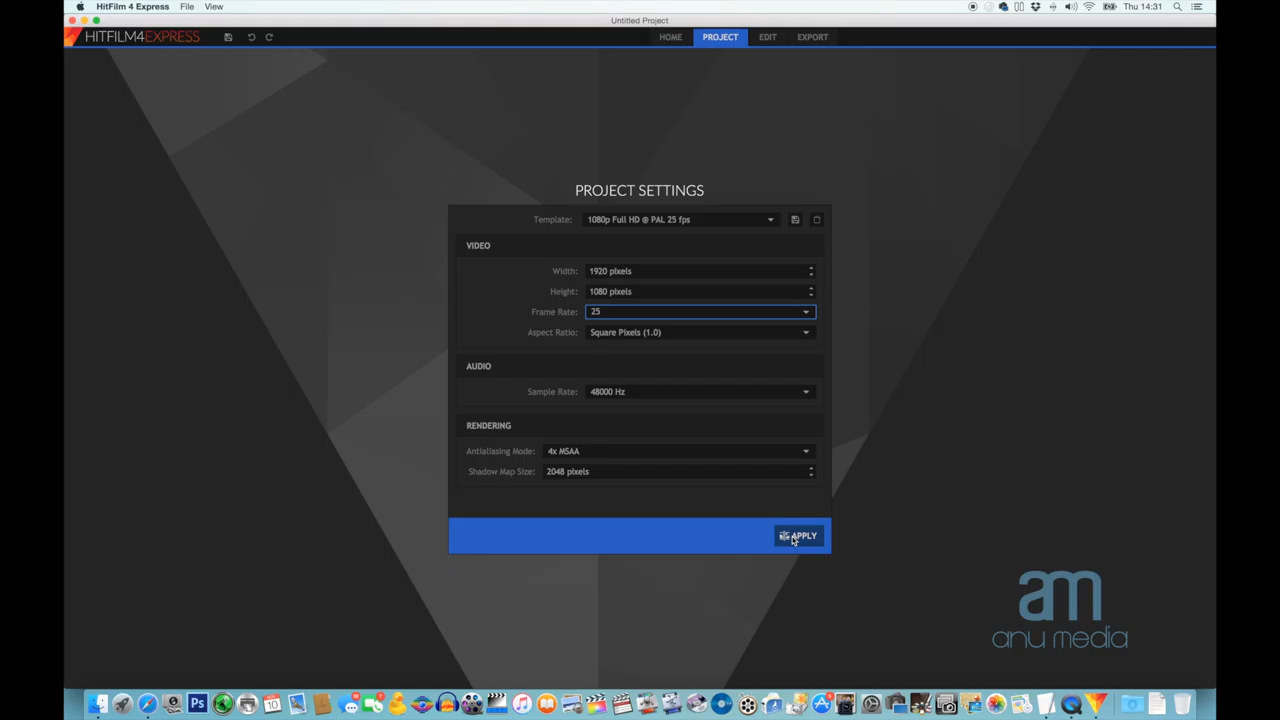 HitFilm 4 Express File View Thu 14:31
Untitled Project
HITFILM4EXPRESS HOME PROJECT EDIT EXPORT
PROJECT SETTINGS
Template: 1080p Full HD @ PAL 25 fps
VIDEO
Width: 1920 pixels
Height: 1080 pixels
Frame Rate: 25
Aspect Ratio: Square Pixels (1.0)
AUDIO
Sample Rate: 48000 Hz
RENDERING
Antialiasing Mode: 4x MSAA
Shadow Map Size: 2048 pixels
APPLY
am
anu media
Ps 10